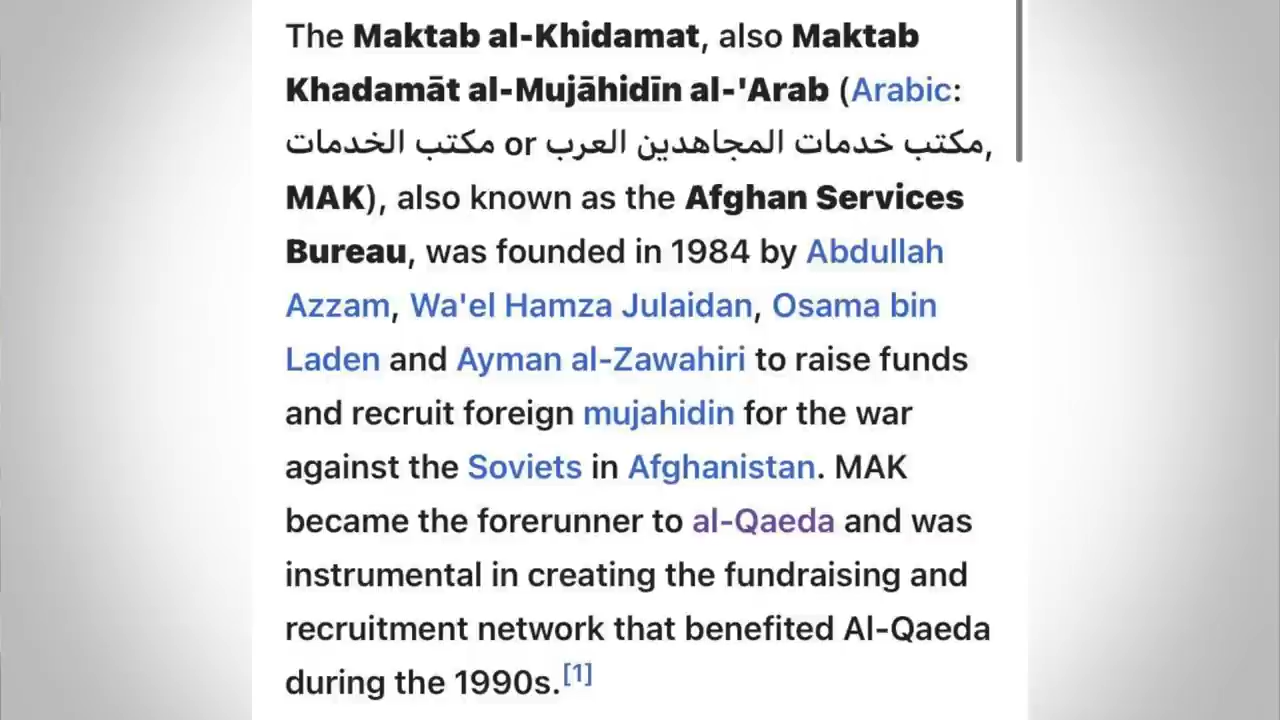 The Maktab al-Khidamat, also Maktab
Khadamāt al-Mujāhidīn al-'Arab (Arabic:
مكتب الخدمات or مكتب خدمات المجاهدين العرب,
MAK), also known as the Afghan Services
Bureau, was founded in 1984 by Abdullah
Azzam, Wa'el Hamza Julaidan, Osama bin
Laden and Ayman al-Zawahiri to raise funds
and recruit foreign mujahidin for the war
against the Soviets in Afghanistan. MAK
became the forerunner to al-Qaeda and was
instrumental in creating the fundraising and
recruitment network that benefited Al-Qaeda
during the 1990s.[1]